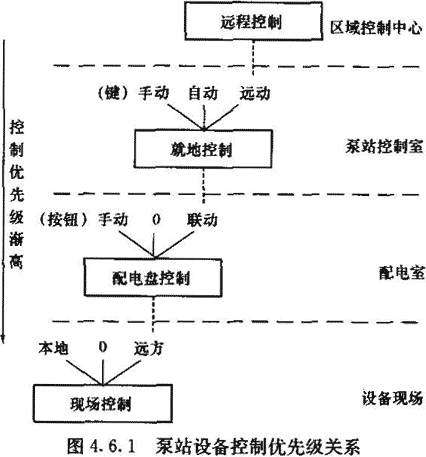 远程控制 区域控制中心
(键) 手动 自动 远动
就地控制 泵站控制室
控制优先级渐高
(按钮) 手动 0 联动
配电盘控制 配电室
本地 0 远方
现场控制 设备现场
图 4.6.1 泵站设备控制优先级关系